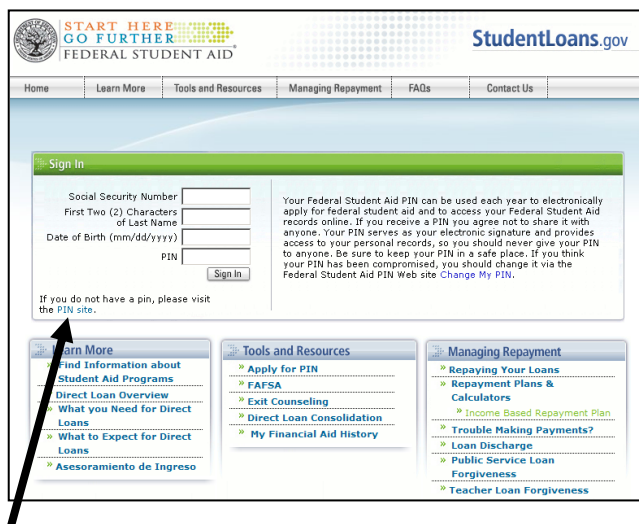 START HERE
GO FURTHER
FEDERAL STUDENT AID
StudentLoans.gov
Home Learn More Tools and Resources Managing Repayment FAQs Contact Us
Sign In
Social Security Number
First Two (2) Characters
of Last Name
Date of Birth (mm/dd/yyyy)
PIN
Sign In
If you do not have a pin, please visit
the PIN site.
Your Federal Student Aid PIN can be used each year to electronically
apply for federal student aid and to access your Federal Student Aid
records online. If you receive a PIN you agree not to share it with
anyone. Your PIN serves as your electronic signature and provides
access to your personal records, so you should never give your PIN
to anyone. Be sure to keep your PIN in a safe place. If you think
your PIN has been compromised, you should change it via the
Federal Student Aid PIN Web site Change My PIN.
Learn More
» Find Information about
Student Aid Programs
Direct Loan Overview
» What you Need for Direct
Loans
» What to Expect for Direct
Loans
» Asesoramiento de Ingreso
Tools and Resources
» Apply for PIN
» FAFSA
» Exit Counseling
» Direct Loan Consolidation
» My Financial Aid History
Managing Repayment
» Repaying Your Loans
» Repayment Plans &
Calculators
» Income Based Repayment Plan
» Trouble Making Payments?
» Loan Discharge
» Public Service Loan
Forgiveness
» Teacher Loan Forgiveness